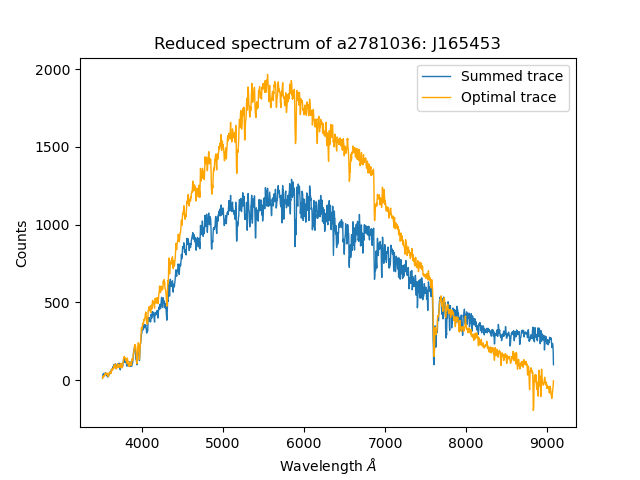 Reduced spectrum of a2781036: J165453
Summed trace
Optimal trace
2000
1500
1000
500
0
Counts
4000 5000 6000 7000 8000 9000
Wavelength Å